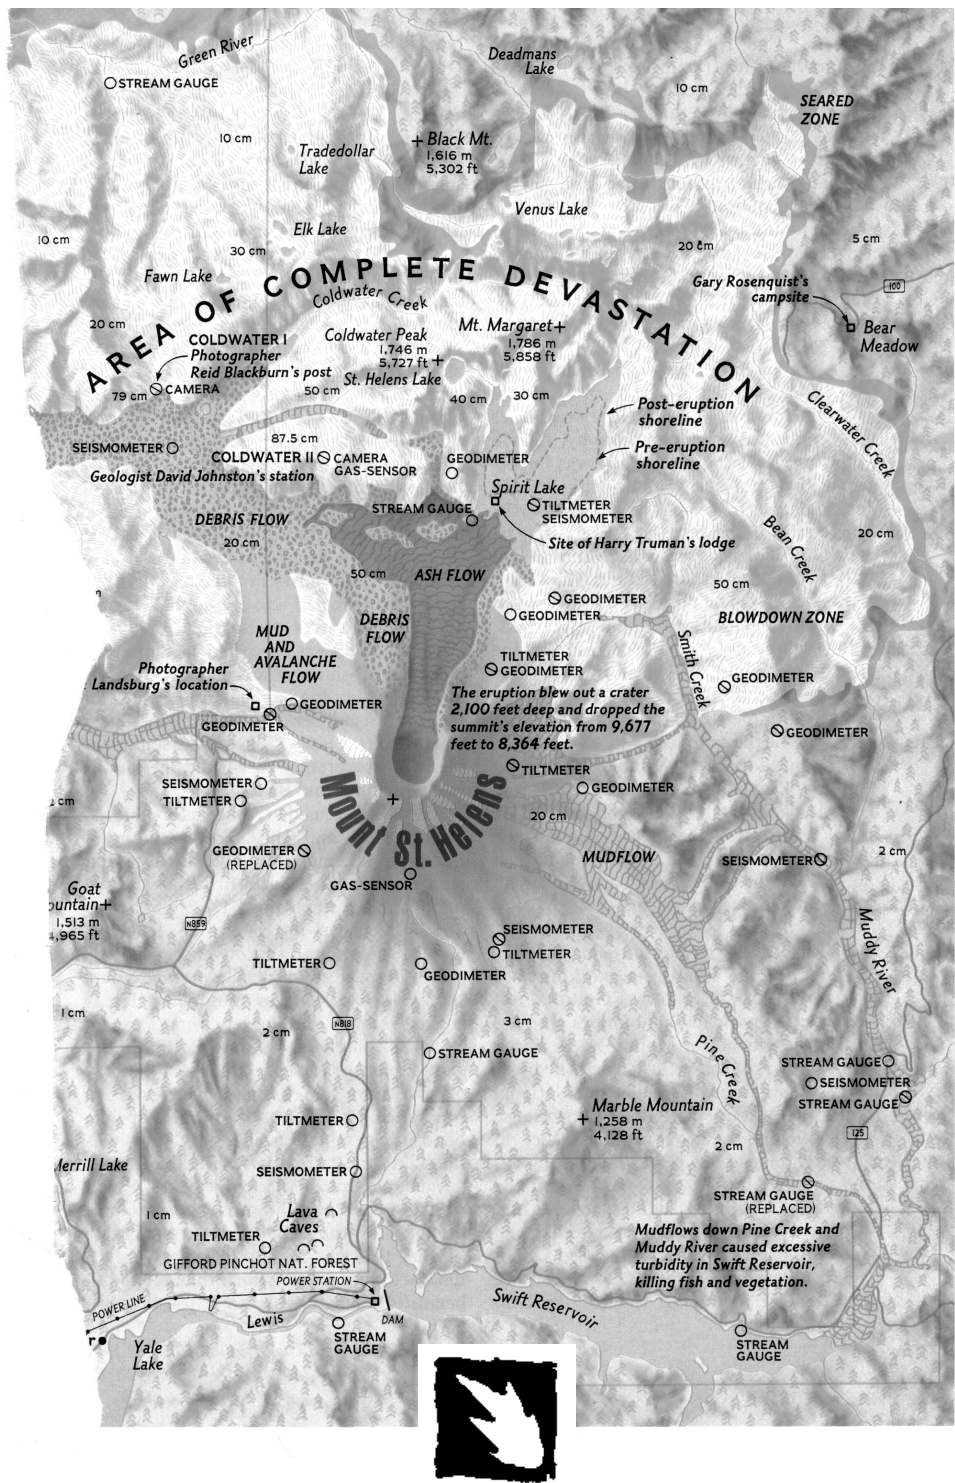 Green River
STREAM GAUGE
Deadmans
Lake
10 cm
SEARED
ZONE
10 cm
Tradedollar
Lake
+ Black Mt.
1,616 m
5,302 ft
Venus Lake
Elk Lake
10 cm
30 cm
20 cm
5 cm
Fawn Lake
AREA OF COMPLETE DEVASTATION
Coldwater Creek
Gary Rosenquist's
campsite
100
Bear
Meadow
20 cm
COLDWATER I
Photographer
Reid Blackburn's post
CAMERA
79 cm
Coldwater Peak
1,746 m
5,727 ft +
Mt. Margaret +
1,786 m
5,858 ft
St. Helens Lake
50 cm
40 cm
30 cm
Post-eruption
shoreline
Pre-eruption
shoreline
Clearwater Creek
SEISMOMETER
87.5 cm
COLDWATER II
CAMERA
GAS-SENSOR
Geologist David Johnston's station
GEODIMETER
Spirit Lake
TILTMETER
SEISMOMETER
STREAM GAUGE
Site of Harry Truman's lodge
DEBRIS FLOW
20 cm
50 cm
ASH FLOW
Bean Creek
20 cm
50 cm
GEODIMETER
GEODIMETER
BLOWDOWN ZONE
DEBRIS
FLOW
MUD
AND
AVALANCHE
FLOW
Smith Creek
TILTMETER
GEODIMETER
Photographer
Landsburg's location
GEODIMETER
GEODIMETER
GEODIMETER
The eruption blew out a crater
2,100 feet deep and dropped the
summit's elevation from 9,677
feet to 8,364 feet.
GEODIMETER
TILTMETER
GEODIMETER
SEISMOMETER
TILTMETER
cm
Mount St. Helens
20 cm
GEODIMETER
(REPLACED)
MUDFLOW
SEISMOMETER
2 cm
GAS-SENSOR
Goat
ountain +
1,513 m
4,965 ft
N859
SEISMOMETER
TILTMETER
Muddy River
TILTMETER
GEODIMETER
1 cm
2 cm
N818
3 cm
STREAM GAUGE
Pine Creek
STREAM GAUGE
SEISMOMETER
STREAM GAUGE
Marble Mountain
+ 1,258 m
4,128 ft
TILTMETER
125
2 cm
Merrill Lake
SEISMOMETER
STREAM GAUGE
(REPLACED)
1 cm
Lava
Caves
TILTMETER
GIFFORD PINCHOT NAT. FOREST
Mudflows down Pine Creek and
Muddy River caused excessive
turbidity in Swift Reservoir,
killing fish and vegetation.
POWER STATION
POWER LINE
Swift Reservoir
Lewis
DAM
r
Yale
Lake
STREAM
GAUGE
STREAM
GAUGE